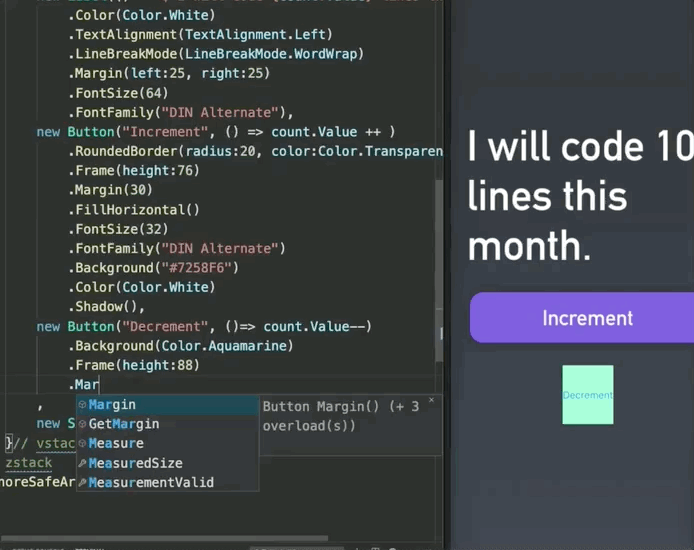 .Color(Color.White)
.TextAlignment(TextAlignment.Left)
.LineBreakMode(LineBreakMode.WordWrap)
.Margin(left:25, right:25)
.FontSize(64)
.FontFamily("DIN Alternate"),
new Button("Increment", () => count.Value ++ )
.RoundedBorder(radius:20, color:Color.Transparen
.Frame(height:76)
.Margin(30)
.FillHorizontal()
.FontSize(32)
.FontFamily("DIN Alternate")
.Background("#7258F6")
.Color(Color.White)
.Shadow(),
new Button("Decrement", ()=> count.Value--)
.Background(Color.Aquamarine)
.Frame(height:88)
.Mar
,
new S
}// vstac
zstack
noreSafeAr
Margin
GetMargin
Measure
MeasuredSize
MeasurementValid
Button Margin() (+ 3
overload(s))
×
I will code 10
lines this
month.
Increment
Decrement